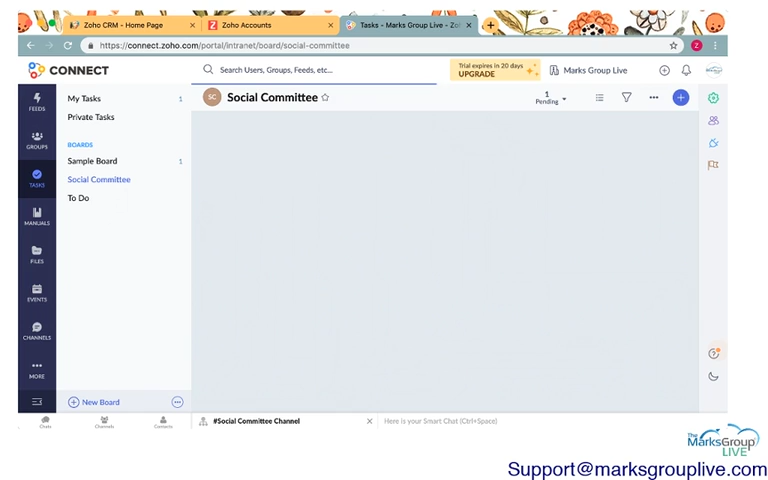 Zoho CRM - Home Page
Zoho Accounts
Tasks - Marks Group Live - Zoh
https://connect.zoho.com/portal/intranet/board/social-committee
Z
CONNECT
Search Users, Groups, Feeds, etc...
Trial expires in 20 days
UPGRADE
Marks Group Live
FEEDS
GROUPS
TASKS
MANUALS
FILES
EVENTS
CHANNELS
MORE
My Tasks 1
Private Tasks
BOARDS
Sample Board 1
Social Committee
To Do
New Board
SC Social Committee
1
Pending
Chats
Channels
Contacts
#Social Committee Channel
Here is your Smart Chat (Ctrl+Space)
The
MarksGroup
LIVE
Support@marksgrouplive.com